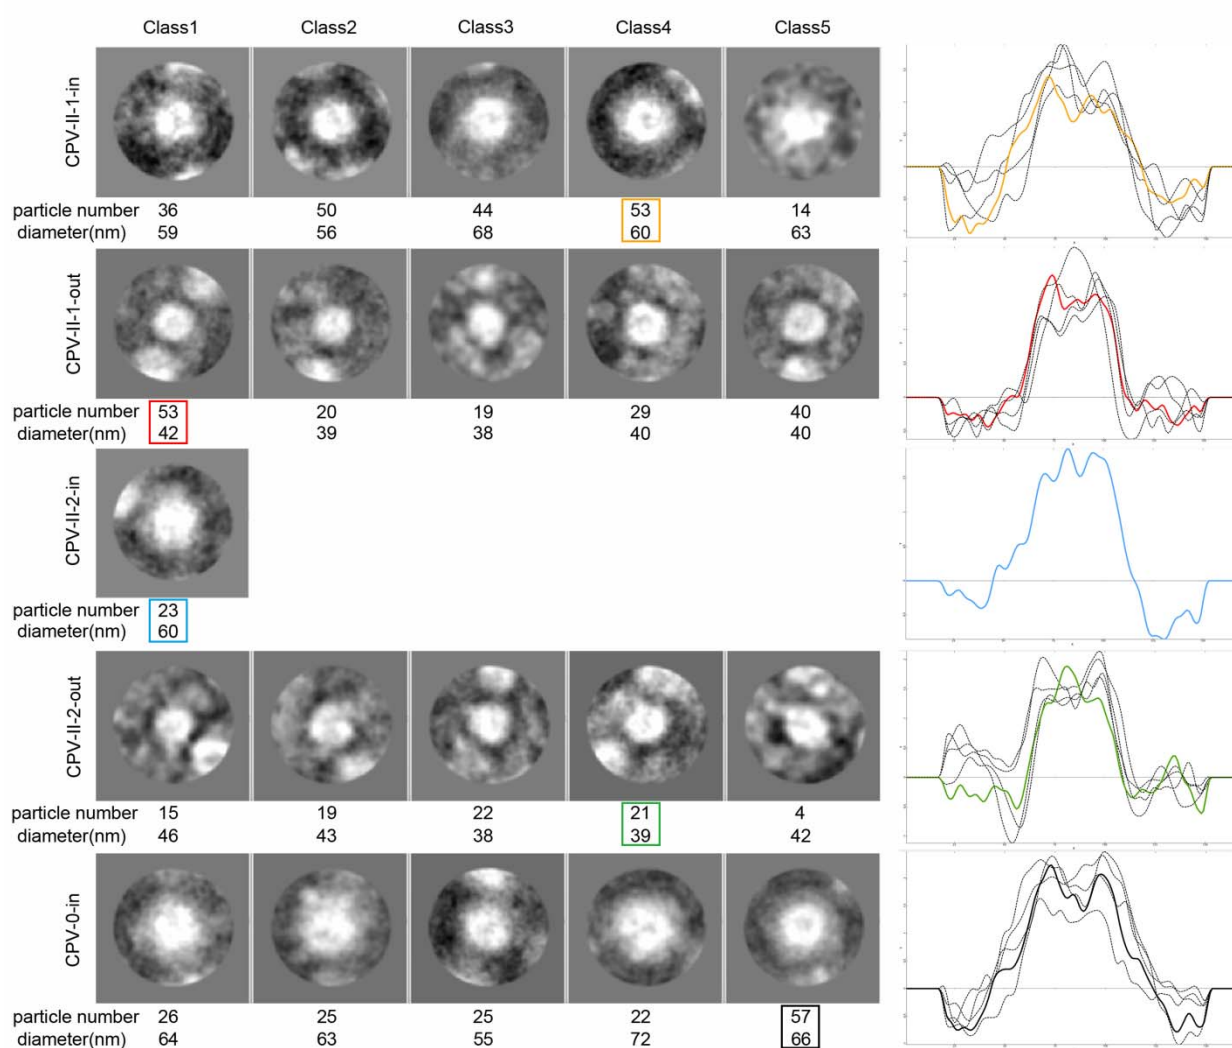 Class1 Class2 Class3 Class4 Class5
CPV-II-1-in
particle number 36 50 44 53 14
diameter(nm) 59 56 68 60 63
CPV-II-1-out
particle number 53 20 19 29 40
diameter(nm) 42 39 38 40 40
CPV-II-2-in
particle number 23
diameter(nm) 60
CPV-II-2-out
particle number 15 19 22 21 4
diameter(nm) 46 43 38 39 42
CPV-0-in
particle number 26 25 25 22 57
diameter(nm) 64 63 55 72 66